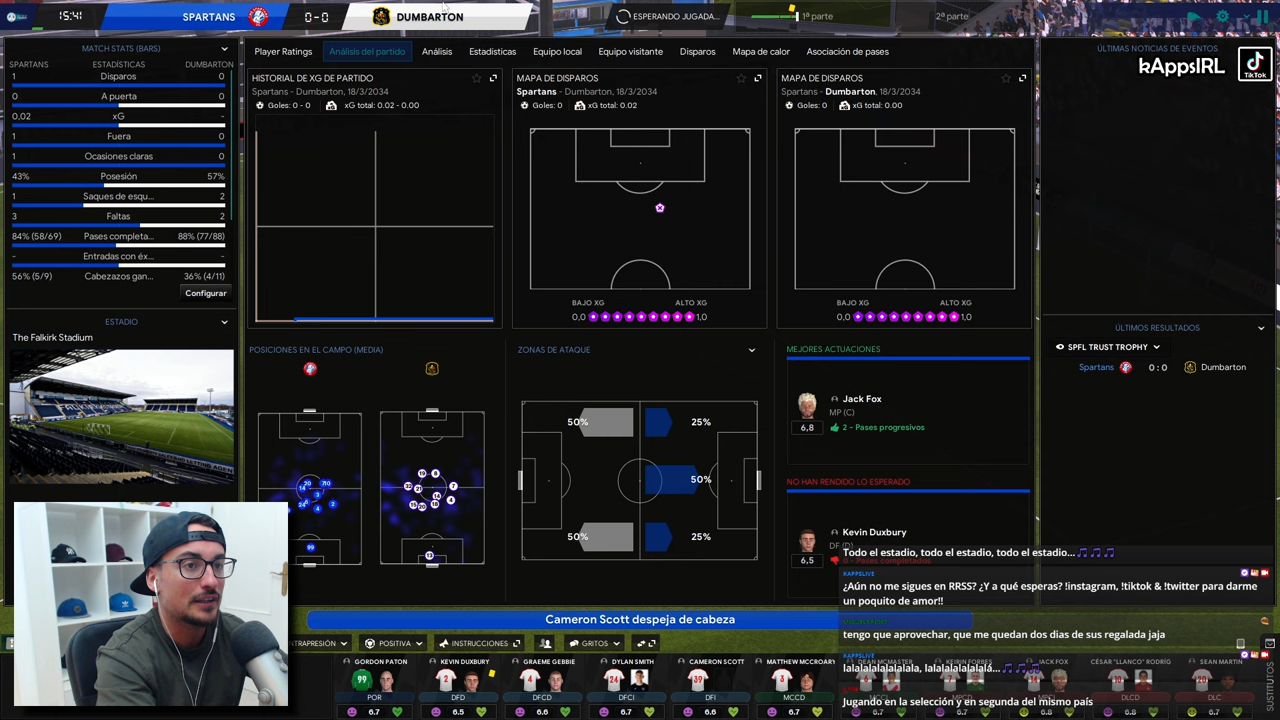 15:41
SPARTANS
0-0
DUMBARTON
ESPERANDO JUGADA...
1ª parte
2ª parte
MATCH STATS (BARS)
SPARTANS ESTADÍSTICAS DUMBARTON
1 Disparos 0
0 A puerta 0
0,02 xG -
1 Fuera 0
1 Ocasiones claras 0
43% Posesión 57%
1 Saques de esqu... 2
3 Faltas 2
84% (58/69) Pases completa... 88% (77/88)
- Entradas con éx... -
56% (5/9) Cabezazos gan... 36% (4/11)
Configurar
ESTADIO
The Falkirk Stadium
Player Ratings
Análisis del partido
Análisis
Estadísticas
Equipo local
Equipo visitante
Disparos
Mapa de calor
Asociación de pases
HISTORIAL DE XG DE PARTIDO
Spartans - Dumbarton, 18/3/2034
Goles: 0 - 0 xG total: 0.02 - 0.00
MAPA DE DISPAROS
Spartans - Dumbarton, 18/3/2034
Goles: 0 xG total: 0.02
BAJO XG ALTO XG
0,0 1.0
MAPA DE DISPAROS
Spartans - Dumbarton, 18/3/2034
Goles: 0 xG total: 0.00
BAJO XG ALTO XG
0,0 1.0
POSICIONES EN EL CAMPO (MEDIA)
ZONAS DE ATAQUE
50% 25%
50%
50% 25%
MEJORES ACTUACIONES
Jack Fox
MP (C)
6,8 2 - Pases progresivos
NO HAN RENDIDO LO ESPERADO
Kevin Duxbury
6,5
ÚLTIMAS NOTICIAS DE EVENTOS
kAppsIRL
TikTok
ÚLTIMOS RESULTADOS
SPFL TRUST TROPHY
Spartans 0 : 0 Dumbarton
Todo el estadio, todo el estadio, todo el estadio...
KAPPSLIVE
¿Aún no me sigues en RRSS? ¿Y a qué esperas? !instagram, !tiktok & !twitter para darme
un poquito de amor!!
tengo que aprovechar, que me quedan dos dias de sus regalada jaja
KAPPSLIVE
lalalalalalalala, lalalalalalala...
Jugando en la selección y en segunda del mismo país
Cameron Scott despeja de cabeza
POSITIVA
INSTRUCCIONES
GRITOS
GORDON PATON
99
POR
6.7
KEVIN DUXBURY
2
DFD
6.5
GRAEME GEBBIE
4
DFCD
6.6
DYLAN SMITH
24
DFCI
6.6
CAMERON SCOTT
39
DFI
6.6
MATTHEW MCCRORY
3
MCCD
SUSTITUTOS